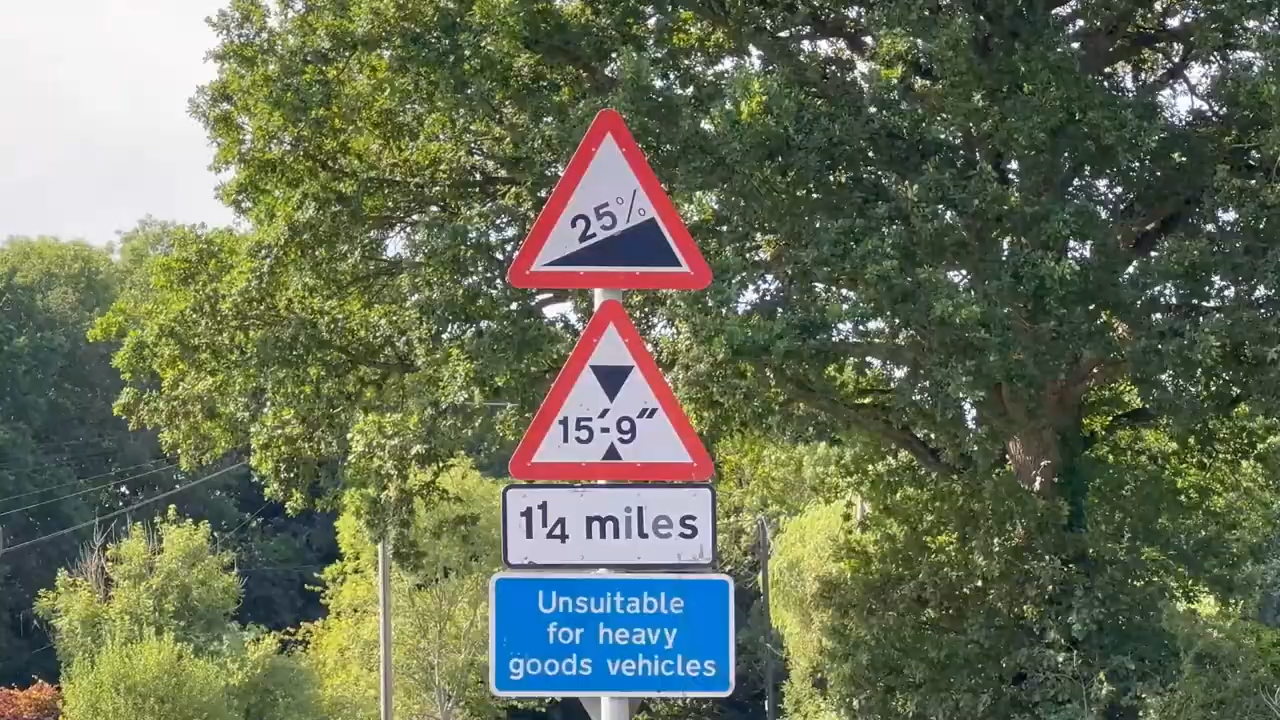 25%
15'-9"
1¼ miles
Unsuitable
for heavy
goods vehicles